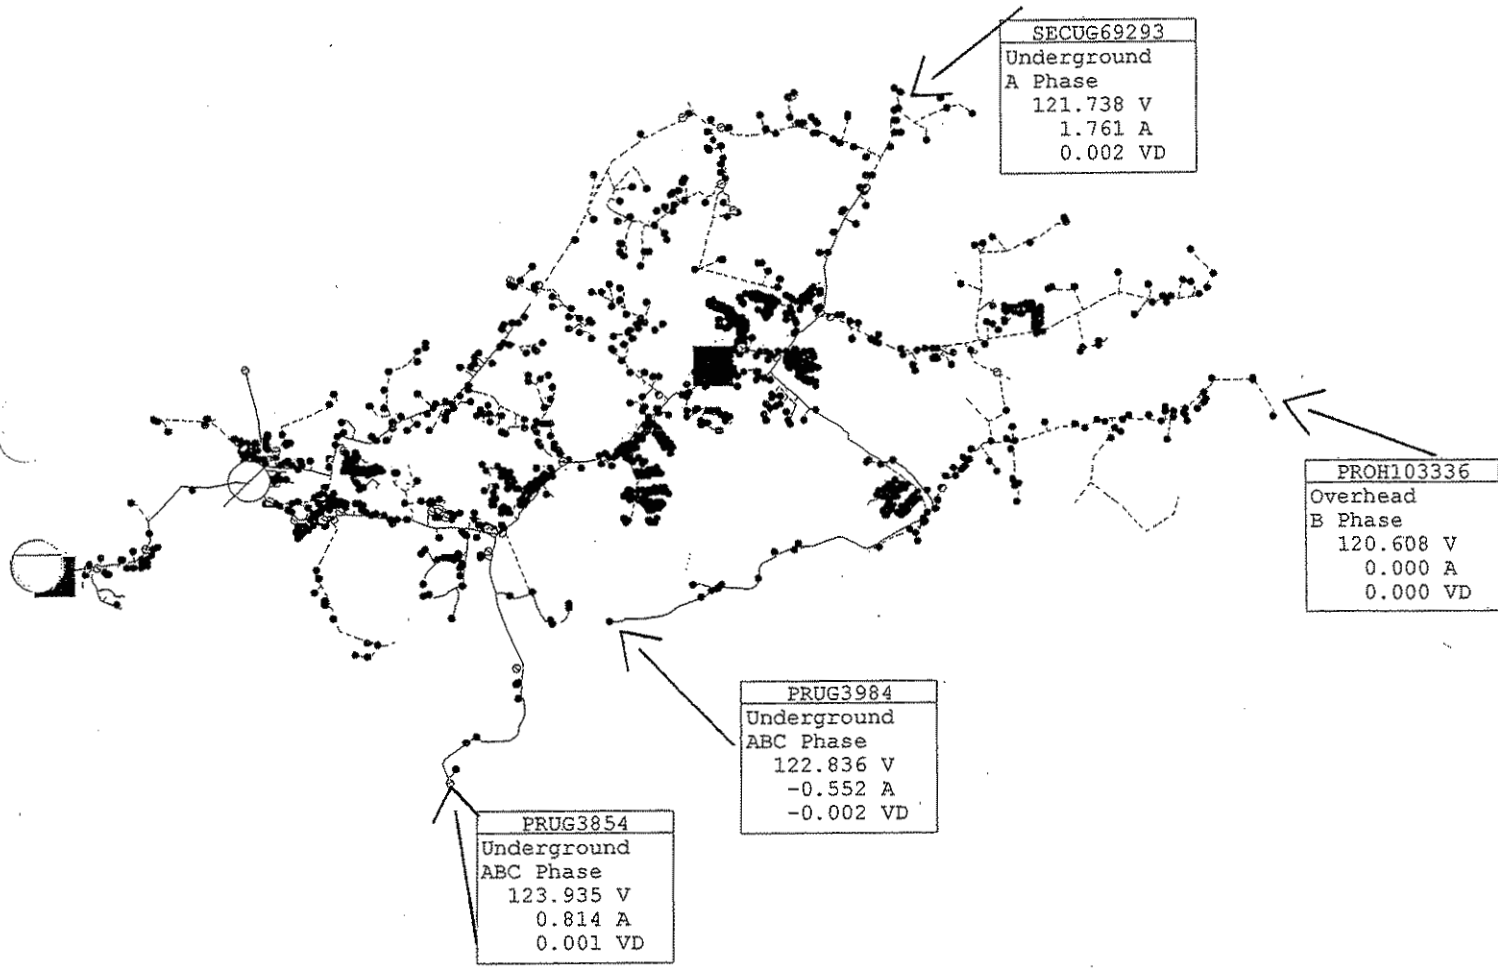 SECUG69293
Underground
A Phase
121.738 V
1.761 A
0.002 VD
PROH103336
Overhead
B Phase
120.608 V
0.000 A
0.000 VD
PRUG3984
Underground
ABC Phase
122.836 V
-0.552 A
-0.002 VD
PRUG3854
Underground
ABC Phase
123.935 V
0.814 A
0.001 VD